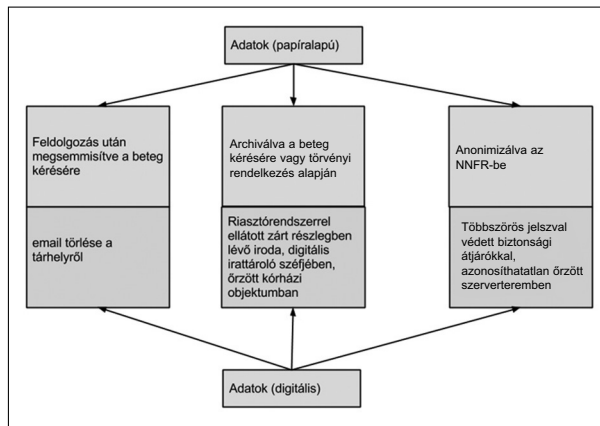 Adatok (papíralapú)
Feldolgozás után
megsemmisítve a beteg
kérésére
Archiválva a beteg
kérésére vagy törvényi
rendelkezés alapján
Anonimizálva az
NNFR-be
email törlése a
tárhelyről
Riasztórendszerrel
ellátott zárt részlegben
lévő iroda, digitális
irattároló széfjében,
őrzött kórházi
objektumban
Többszörös jelszval
védett biztonsági
átjárókkal,
azonosíthatatlan őrzött
szerverteremben
Adatok (digitális)